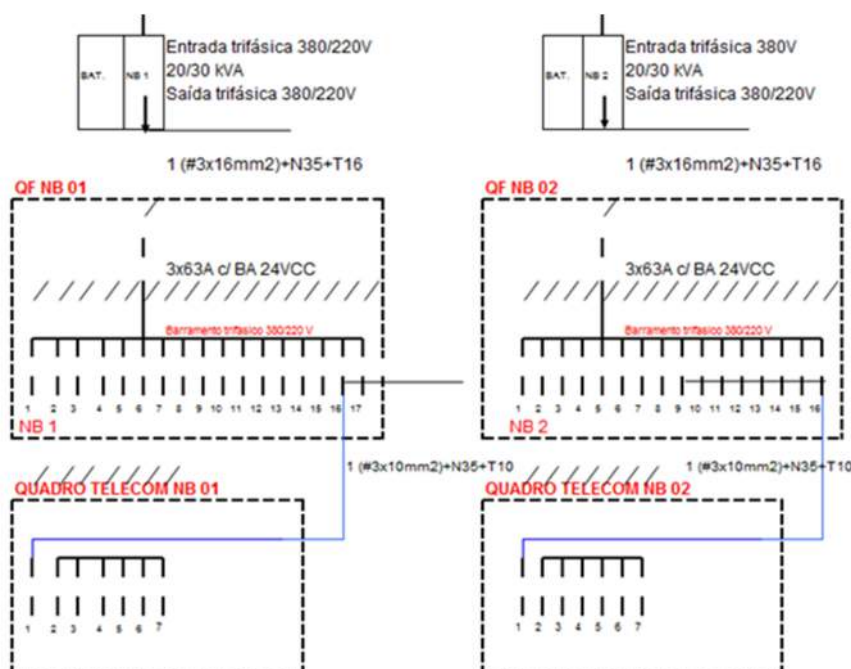 BAT.
NB 1
Entrada trifásica 380/220V
20/30 kVA
Saída trifásica 380/220V
BAT.
NB 2
Entrada trifásica 380V
20/30 kVA
Saída trifásica 380/220V
1 (#3x16mm2)+N35+T16
1 (#3x16mm2)+N35+T16
QF NB 01
QF NB 02
3x63A c/ BA 24VCC
3x63A c/ BA 24VCC
Barramento trifásico 380/220 V
Barramento trifásico 380/220 V
1 2 3 4 5 6 7 8 9 10 11 12 13 14 15 16 17
1 2 3 4 5 6 7 8 9 10 11 12 13 14 15 16
NB 1
NB 2
1 (#3x10mm2)+N35+T10
1 (#3x10mm2)+N35+T10
QUADRO TELECOM NB 01
QUADRO TELECOM NB 02
1 2 3 4 5 6 7
1 2 3 4 5 6 7